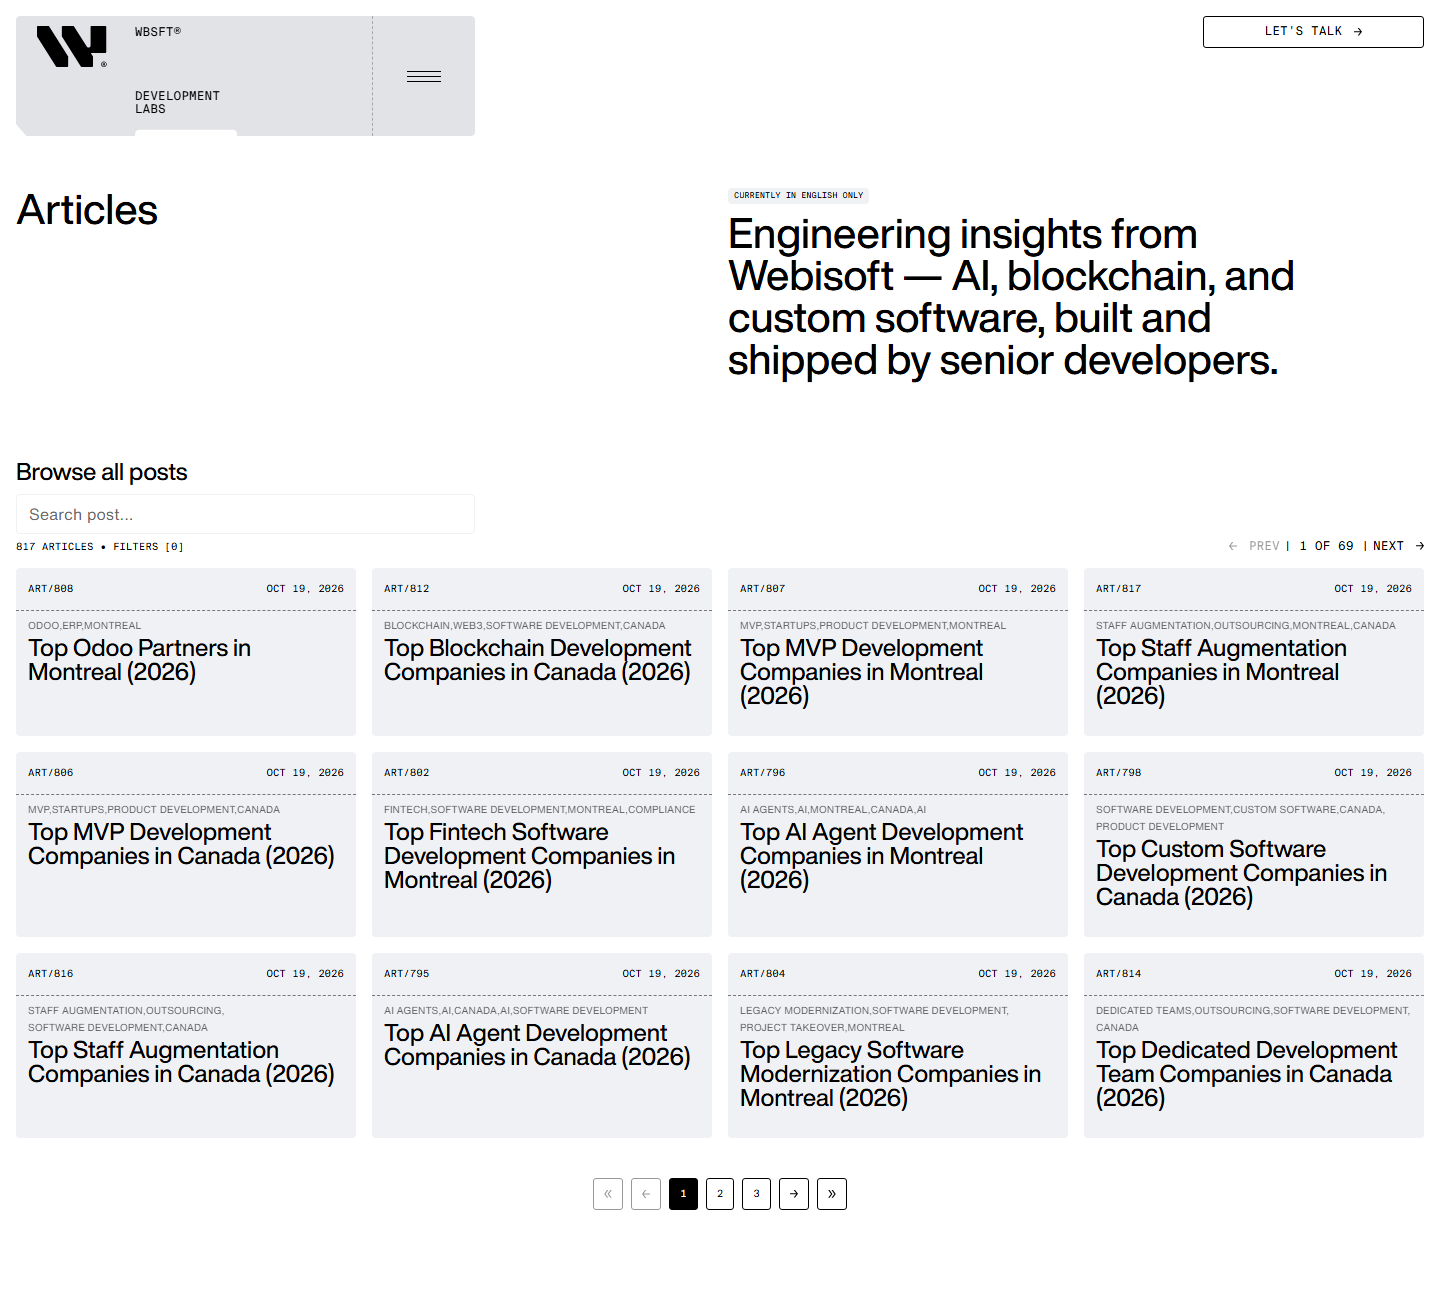 WBSFT®
DEVELOPMENT
LABS
LET'S TALK →
Articles
CURRENTLY IN ENGLISH ONLY
Engineering insights from
Webisoft — AI, blockchain, and
custom software, built and
shipped by senior developers.
Browse all posts
Search post...
817 ARTICLES • FILTERS [0]
← PREV | 1 OF 69 | NEXT →
ART/808 OCT 19, 2026
ODOO,ERP,MONTREAL
Top Odoo Partners in
Montreal (2026)
ART/812 OCT 19, 2026
BLOCKCHAIN,WEB3,SOFTWARE DEVELOPMENT,CANADA
Top Blockchain Development
Companies in Canada (2026)
ART/807 OCT 19, 2026
MVP,STARTUPS,PRODUCT DEVELOPMENT,MONTREAL
Top MVP Development
Companies in Montreal
(2026)
ART/817 OCT 19, 2026
STAFF AUGMENTATION,OUTSOURCING,MONTREAL,CANADA
Top Staff Augmentation
Companies in Montreal
(2026)
ART/806 OCT 19, 2026
MVP,STARTUPS,PRODUCT DEVELOPMENT,CANADA
Top MVP Development
Companies in Canada (2026)
ART/802 OCT 19, 2026
FINTECH,SOFTWARE DEVELOPMENT,MONTREAL,COMPLIANCE
Top Fintech Software
Development Companies in
Montreal (2026)
ART/796 OCT 19, 2026
AI AGENTS,AI,MONTREAL,CANADA,AI
Top AI Agent Development
Companies in Montreal
(2026)
ART/798 OCT 19, 2026
SOFTWARE DEVELOPMENT,CUSTOM SOFTWARE,CANADA,
PRODUCT DEVELOPMENT
Top Custom Software
Development Companies in
Canada (2026)
ART/816 OCT 19, 2026
STAFF AUGMENTATION,OUTSOURCING,
SOFTWARE DEVELOPMENT,CANADA
Top Staff Augmentation
Companies in Canada (2026)
ART/795 OCT 19, 2026
AI AGENTS,AI,CANADA,AI,SOFTWARE DEVELOPMENT
Top AI Agent Development
Companies in Canada (2026)
ART/804 OCT 19, 2026
LEGACY MODERNIZATION,SOFTWARE DEVELOPMENT,
PROJECT TAKEOVER,MONTREAL
Top Legacy Software
Modernization Companies in
Montreal (2026)
ART/814 OCT 19, 2026
DEDICATED TEAMS,OUTSOURCING,SOFTWARE DEVELOPMENT,
CANADA
Top Dedicated Development
Team Companies in Canada
(2026)
« ← 1 2 3 → »